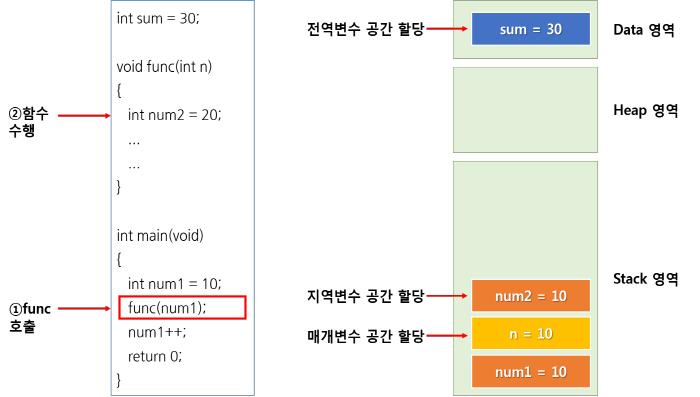 ②함수
수행
①func
호출
int sum = 30;
void func(int n)
{
int num2 = 20;
...
...
}
int main(void)
{
int num1 = 10;
func(num1);
num1++;
return 0;
}
전역변수 공간 할당
sum = 30
Data 영역
Heap 영역
Stack 영역
지역변수 공간 할당
num2 = 10
매개변수 공간 할당
n = 10
num1 = 10